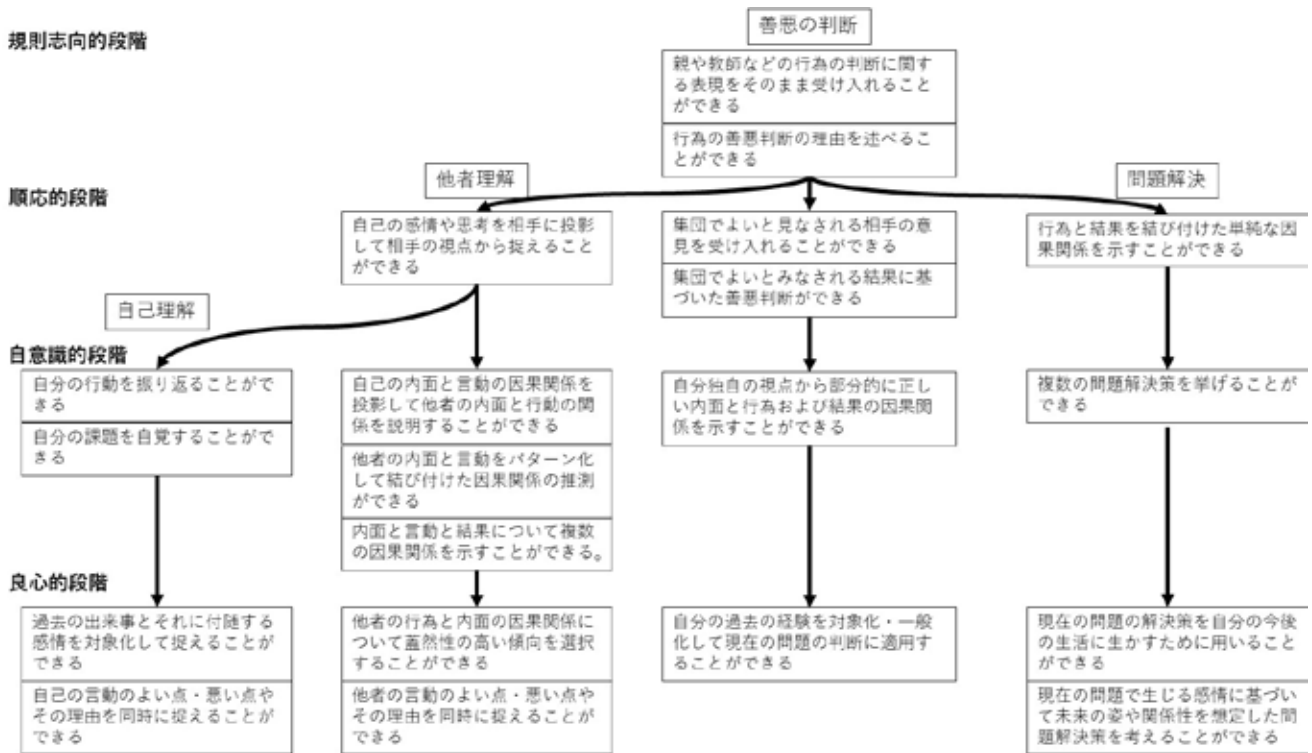 規則志向的段階
善悪の判断
親や教師などの行為の判断に関す
る表現をそのまま受け入れること
ができる
行為の善悪判断の理由を述べるこ
とができる
順応的段階
他者理解
問題解決
自己の感情や思考を相手に投影
して相手の視点から捉えること
ができる
集団でよいと見なされる相手の意
見を受け入れることができる
集団でよいとみなされる結果に基
づいた善悪判断ができる
行為と結果を結び付けた単純な因
果関係を示すことができる
自己理解
自意識的段階
自分の行動を振り返ることがで
きる
自分の課題を自覚することがで
きる
自己の内面と言動の因果関係を
投影して他者の内面と行動の関
係を説明することができる
他者の内面と言動をパターン化
して結び付けた因果関係の推測
ができる
内面と言動と結果について複数
の因果関係を示すことができる。
自分独自の視点から部分的に正し
い内面と行為および結果の因果関
係を示すことができる
複数の問題解決策を挙げることが
できる
良心的段階
過去の出来事とそれに付随する
感情を対象化して捉えることが
できる
自己の言動のよい点・悪い点や
その理由を同時に捉えることが
できる
他者の行為と内面の因果関係に
ついて蓋然性の高い傾向を選択
することができる
他者の言動のよい点・悪い点や
その理由を同時に捉えることが
できる
自分の過去の経験を対象化・一般
化して現在の問題の判断に適用す
ることができる
現在の問題の解決策を自分の今後
の生活に生かすために用いること
ができる
現在の問題で生じる感情に基づい
て未来の姿や関係性を想定した問
題解決策を考えることができる